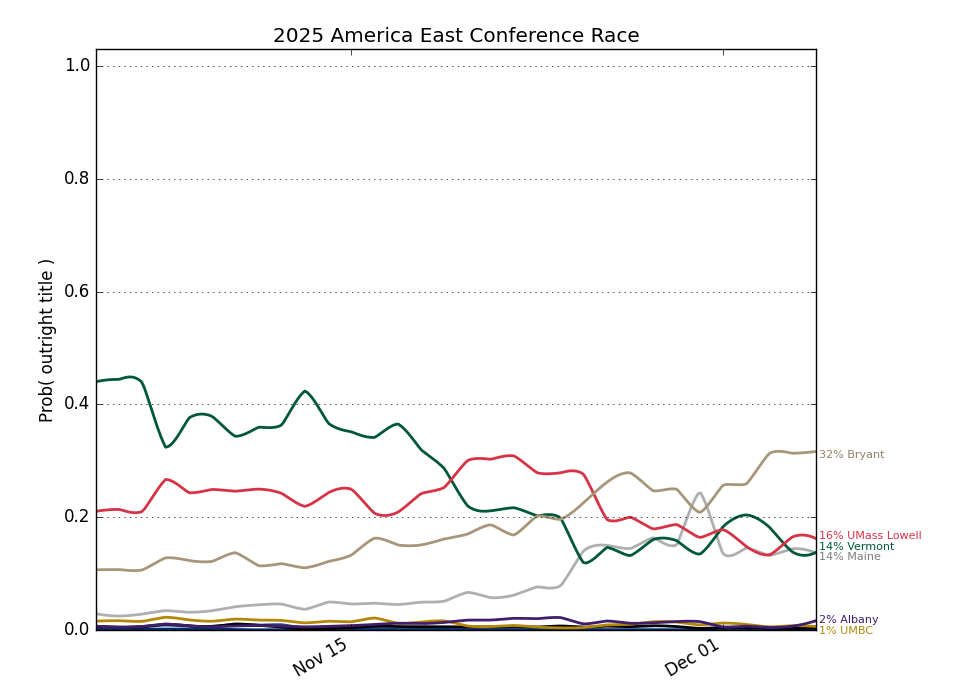 2025 America East Conference Race
1.0
0.8
0.6
0.4
0.2
0.0
Prob( outright title )
Nov 15
Dec 01
32% Bryant
16% UMass Lowell
14% Vermont
14% Maine
2% Albany
1% UMBC